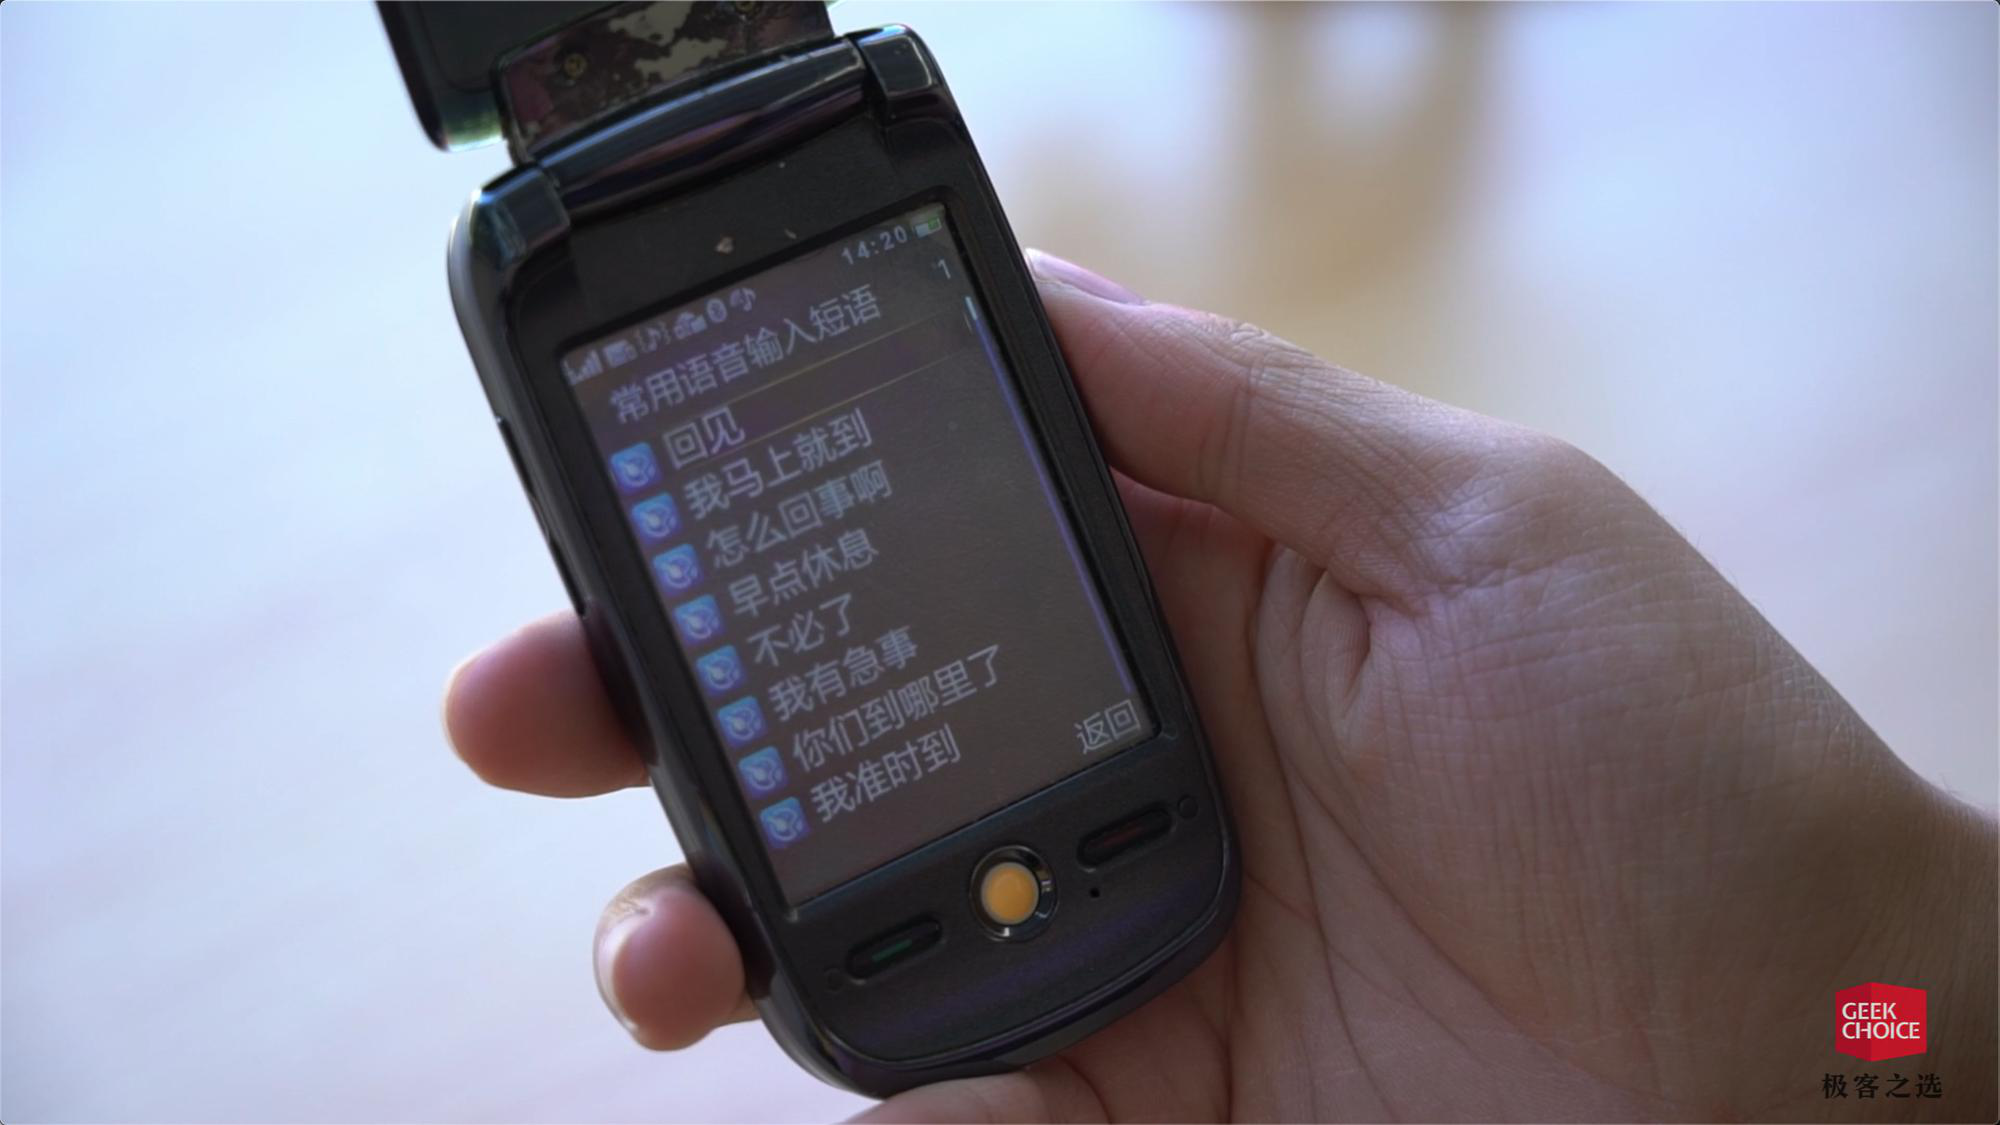 14:20
常用语音输入短语
1
回见
我马上就到
怎么回事啊
早点休息
不必了
我有急事
你们到哪里了
我准时到
返回
GEEK
CHOICE
极客之选